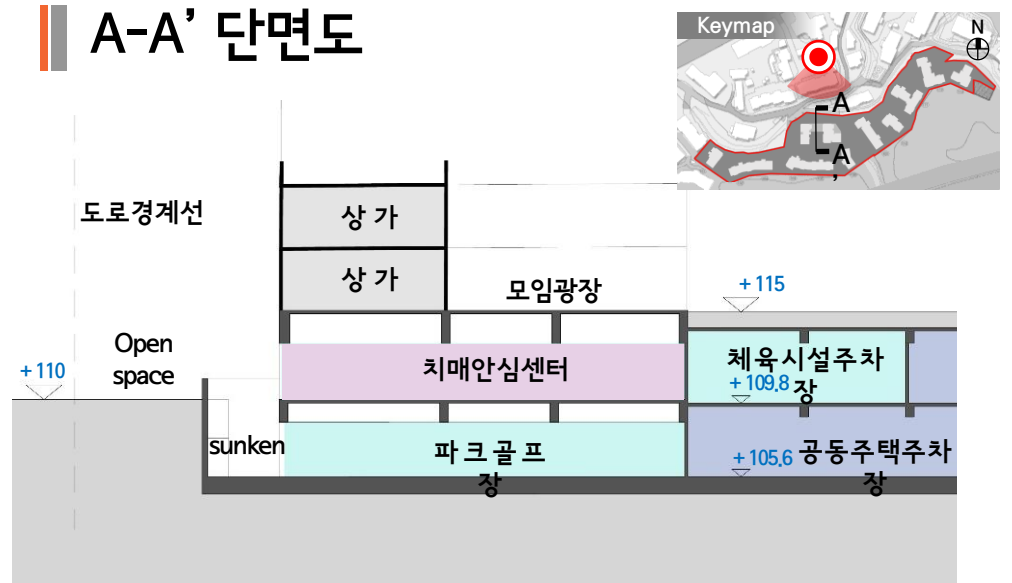 A-A’ 단면도
Keymap
N
A
A
’
도로경계선
상 가
상 가
모임광장
+115
Open
space
+110
치매안심센터
체육시설주차
장
+109.8
sunken
파크골프
장
+105.6
공동주택주차
장